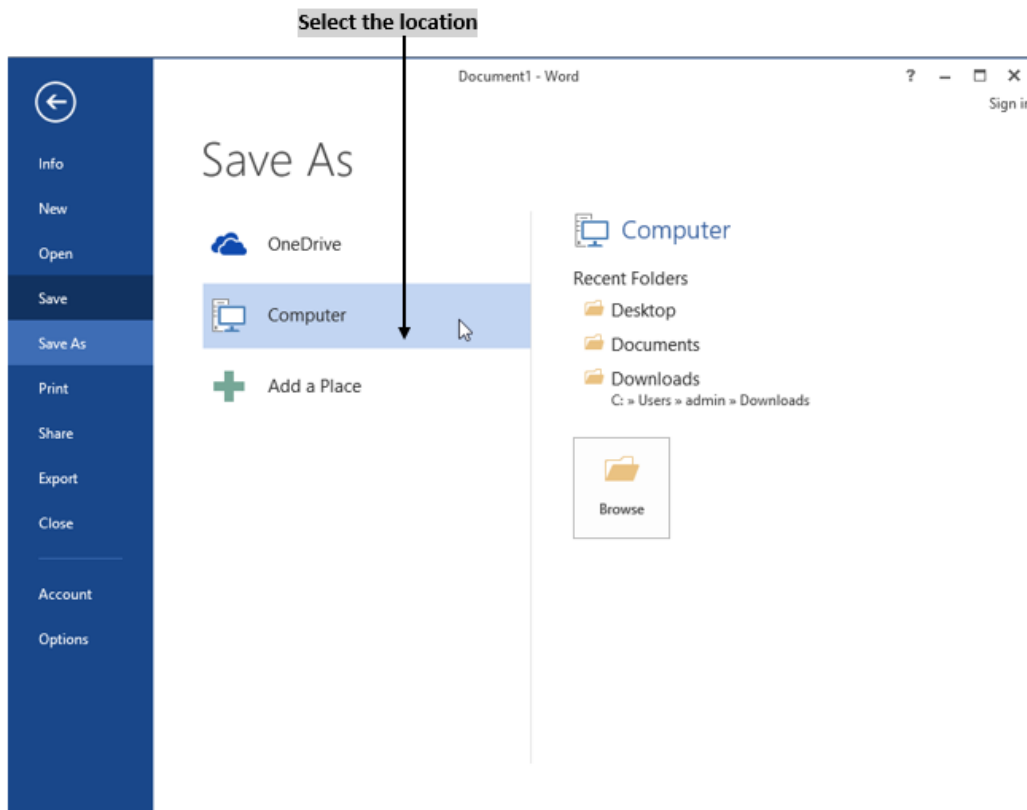 Select the location
Document1 - Word
?
Sign in
Info
New
Open
Save
Save As
Print
Share
Export
Close
Account
Options
Save As
OneDrive
Computer
Add a Place
Computer
Recent Folders
Desktop
Documents
Downloads
C: » Users » admin » Downloads
Browse